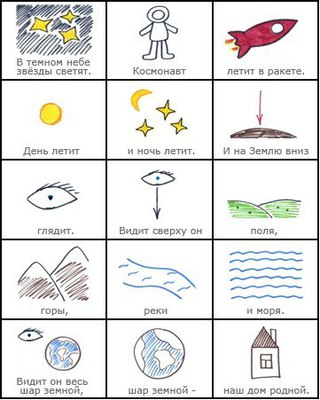 В темном небе
звёзды светят.
Космонавт
летит в ракете.
День летит
и ночь летит.
И на Землю вниз
глядит.
Видит сверху он
поля,
горы,
реки
и моря.
Видит он весь
шар земной,
шар земной -
наш дом родной.